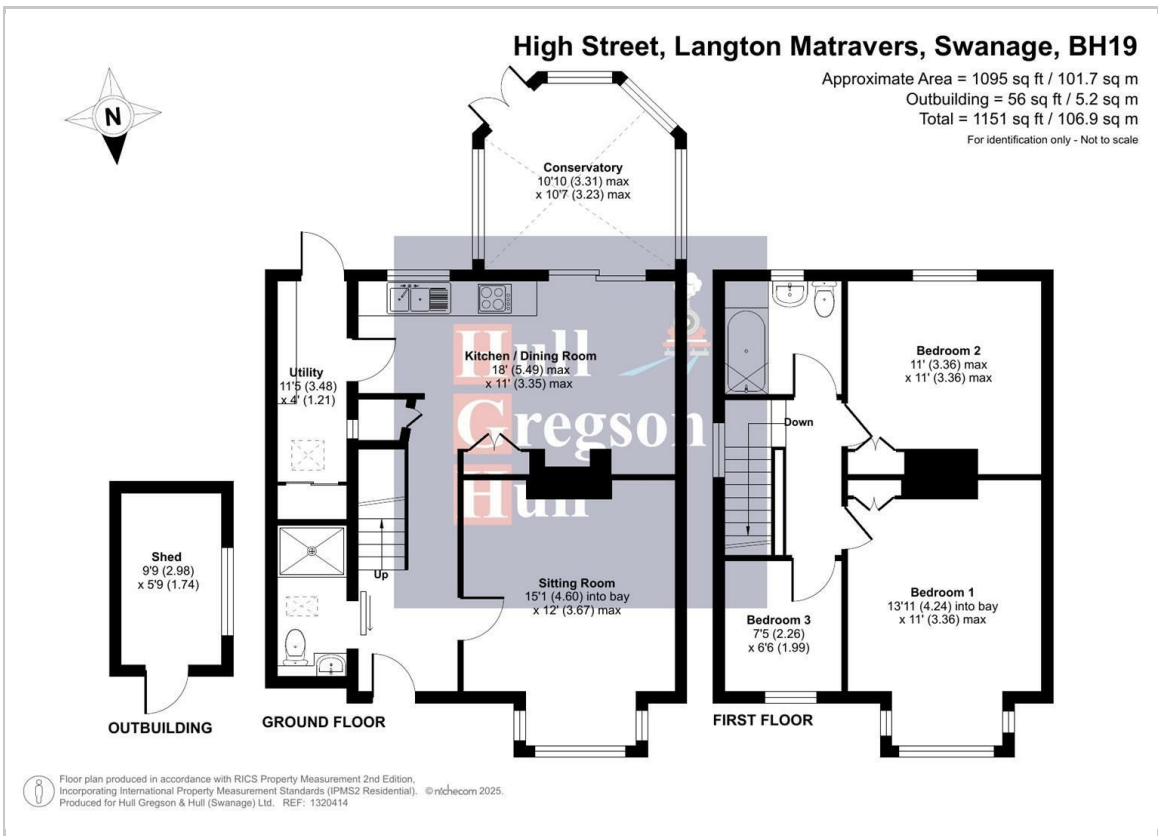 High Street, Langton Matravers, Swanage, BH19
Approximate Area = 1095 sq ft / 101.7 sq m
Outbuilding = 56 sq ft / 5.2 sq m
Total = 1151 sq ft / 106.9 sq m
For identification only - Not to scale
N
Conservatory
10'10 (3.31) max
x 10'7 (3.23) max
Kitchen / Dining Room
18' (5.49) max
x 11' (3.35) max
Utility
11'5 (3.48)
x 4' (1.21)
Hull
Gregson
Hull
Up
Sitting Room
15'1 (4.60) into bay
x 12' (3.67) max
Shed
9'9 (2.98)
x 5'9 (1.74)
OUTBUILDING
GROUND FLOOR
Bedroom 2
11' (3.36) max
x 11' (3.36) max
Down
Bedroom 1
13'11 (4.24) into bay
x 11' (3.36) max
Bedroom 3
7'5 (2.26)
x 6'6 (1.99)
FIRST FLOOR
Floor plan produced in accordance with RICS Property Measurement 2nd Edition,
Incorporating International Property Measurement Standards (IPMS2 Residential). ©nichecom 2025.
Produced for Hull Gregson & Hull (Swanage) Ltd. REF: 1320414